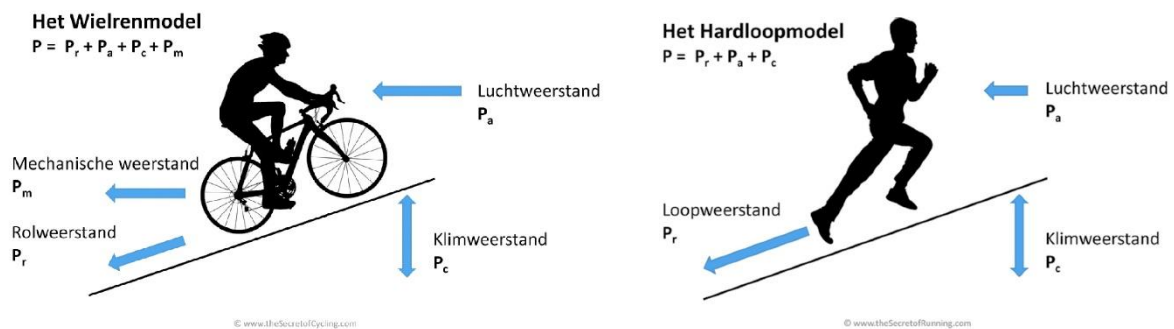 Het Wielrenmodel
P = Pr + Pa + Pc + Pm
Luchtweerstand
Pa
Mechanische weerstand
Pm
Rolweerstand
Pr
Klimweerstand
Pc
© www.theSecretofCycling.com
Het Hardloopmodel
P = Pr + Pa + Pc
Luchtweerstand
Pa
Loopweerstand
Pr
Klimweerstand
Pc
© www.theSecretofRunning.com